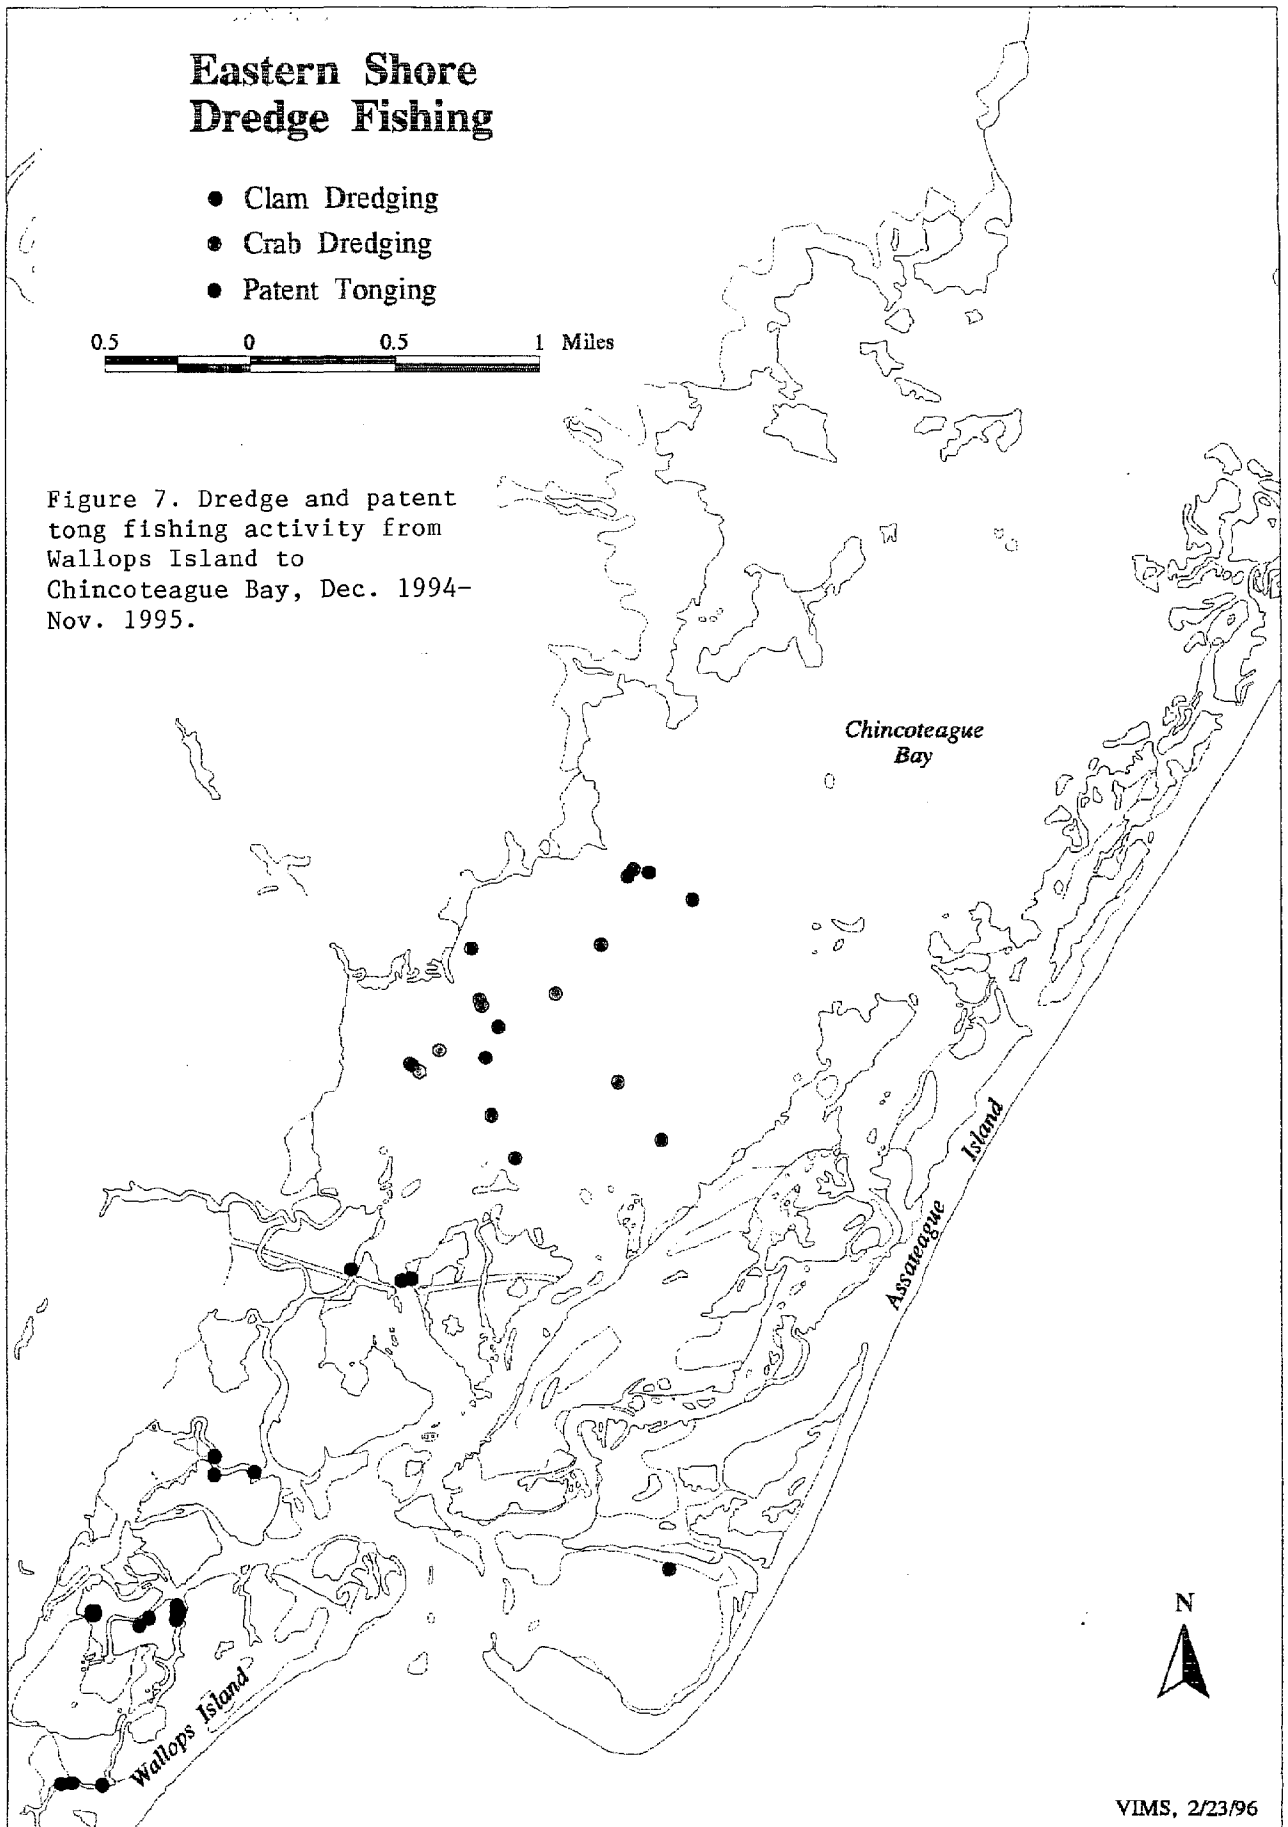 Eastern Shore
Dredge Fishing
Clam Dredging
Crab Dredging
Patent Tonging
0.5 0 0.5 1 Miles
Figure 7. Dredge and patent
tong fishing activity from
Wallops Island to
Chincoteague Bay, Dec. 1994-
Nov. 1995.
Chincoteague
Bay
Assateague Island
Wallops Island
N
VIMS, 2/23/96